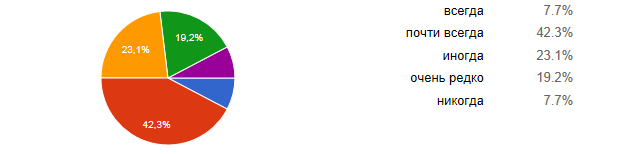 23,1%
19,2%
42,3%
всегда 7.7%
почти всегда 42.3%
иногда 23.1%
очень редко 19.2%
никогда 7.7%